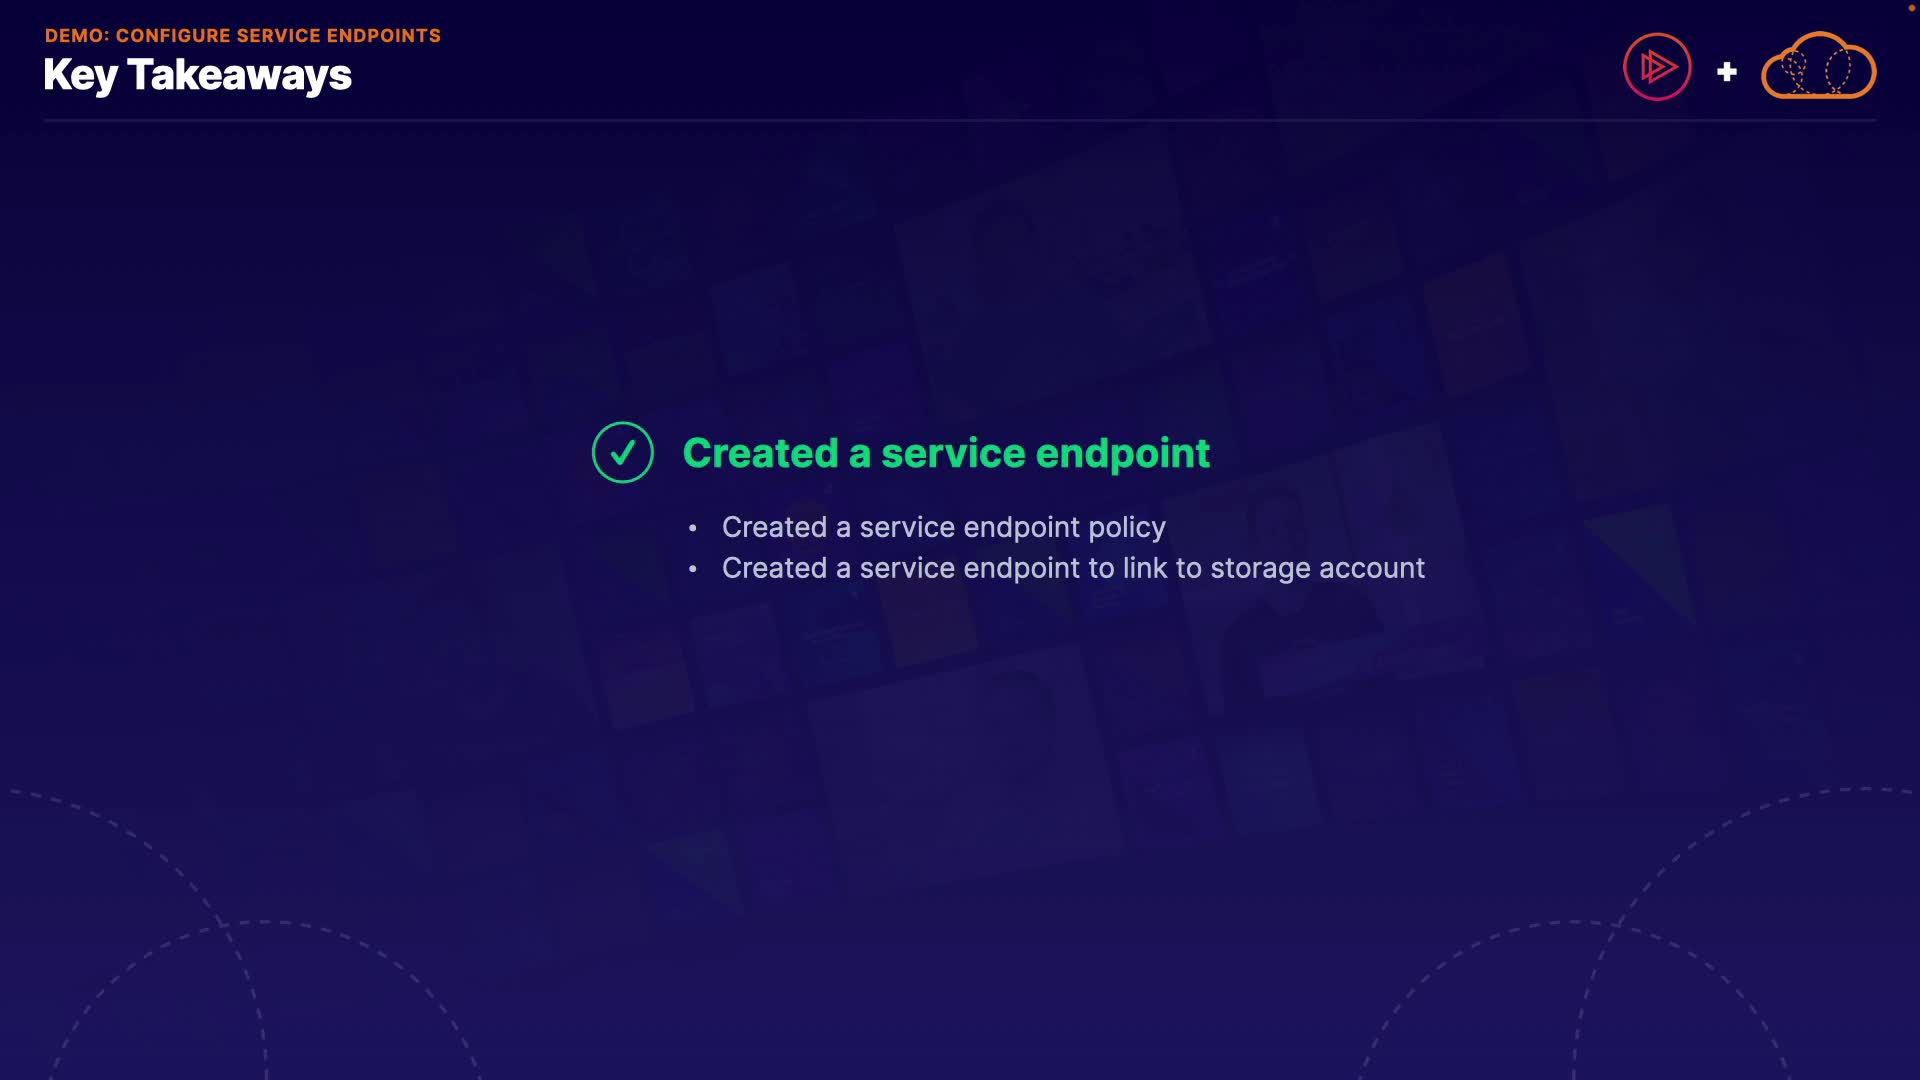 DEMO: CONFIGURE SERVICE ENDPOINTS
Key Takeaways
Created a service endpoint
• Created a service endpoint policy
• Created a service endpoint to link to storage account